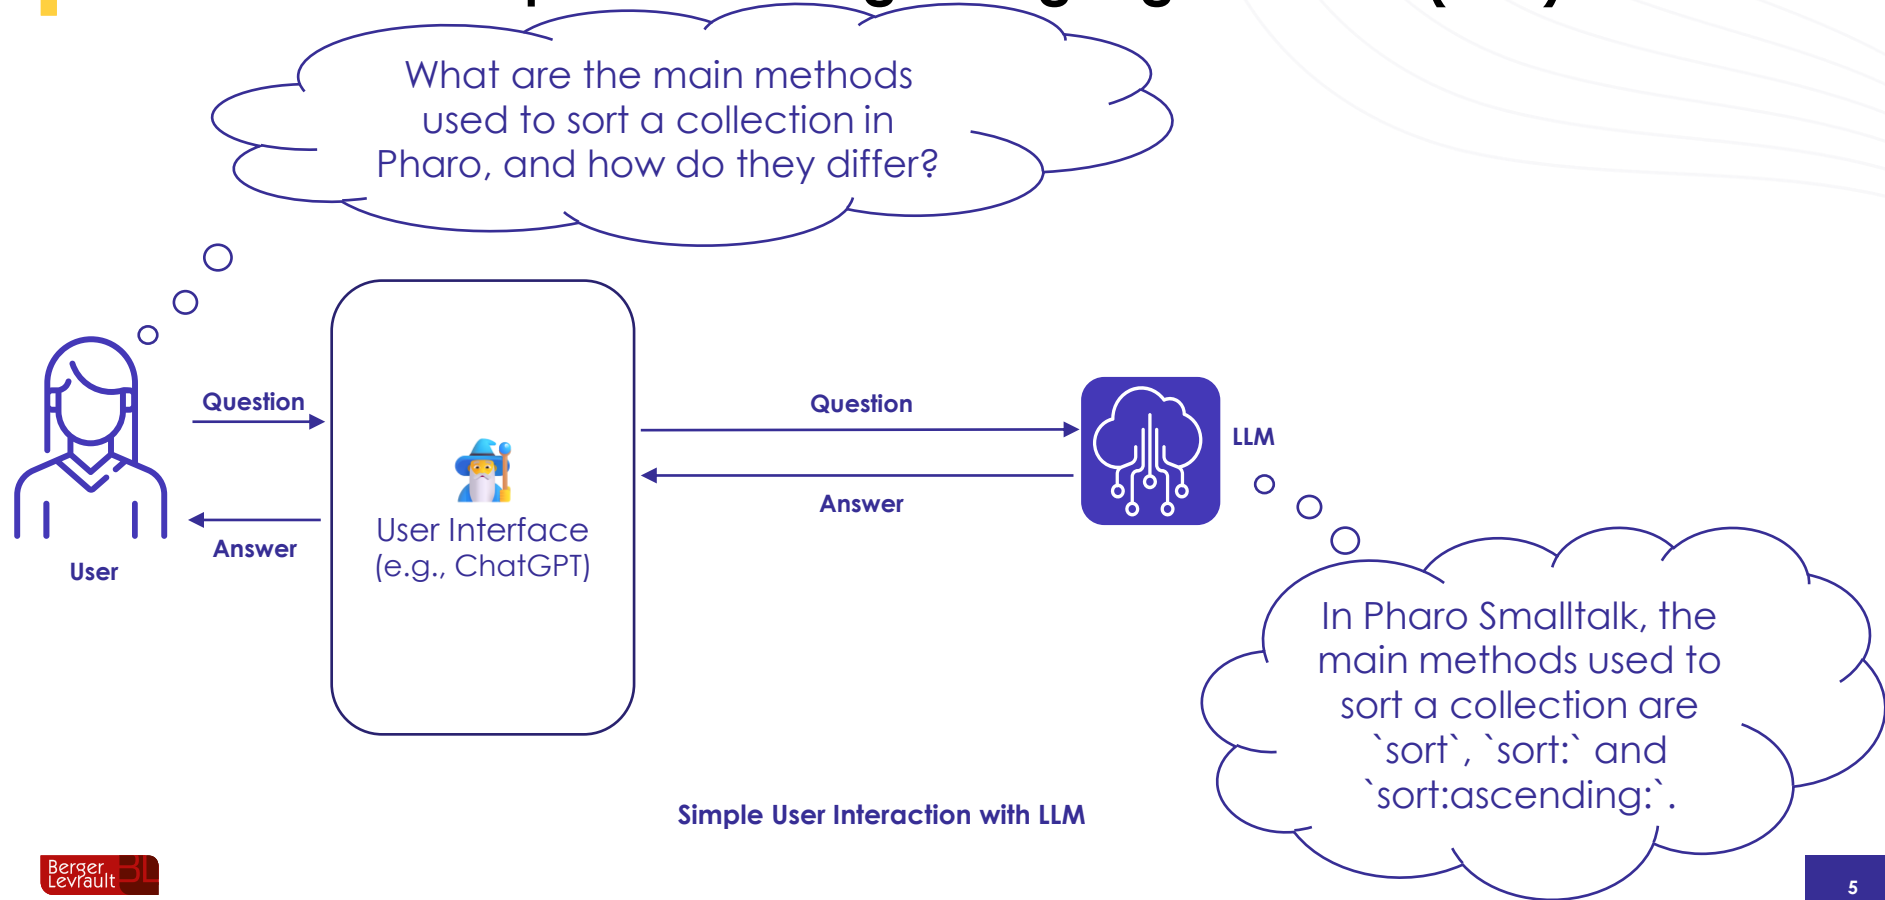 What are the main methods
used to sort a collection in
Pharo, and how do they differ?
Question
Question
LLM
Answer
Answer
User
User Interface
(e.g., ChatGPT)
In Pharo Smalltalk, the
main methods used to
sort a collection are
`sort`, `sort:` and
`sort:ascending:`.
Simple User Interaction with LLM
Berger
Levrault
BL
5